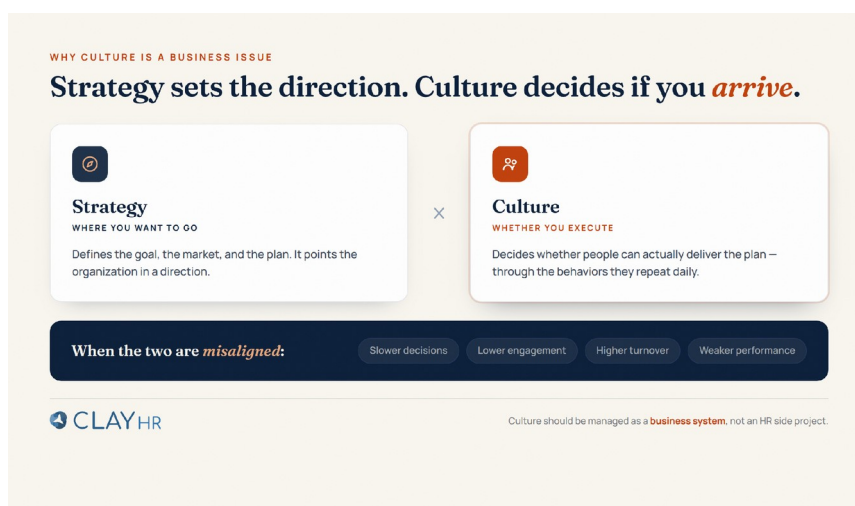 WHY CULTURE IS A BUSINESS ISSUE
Strategy sets the direction. Culture decides if you arrive.
Strategy
WHERE YOU WANT TO GO
Defines the goal, the market, and the plan. It points the
organization in a direction.
×
Culture
WHETHER YOU EXECUTE
Decides whether people can actually deliver the plan —
through the behaviors they repeat daily.
When the two are misaligned:
Slower decisions
Lower engagement
Higher turnover
Weaker performance
CLAYHR
Culture should be managed as a business system, not an HR side project.